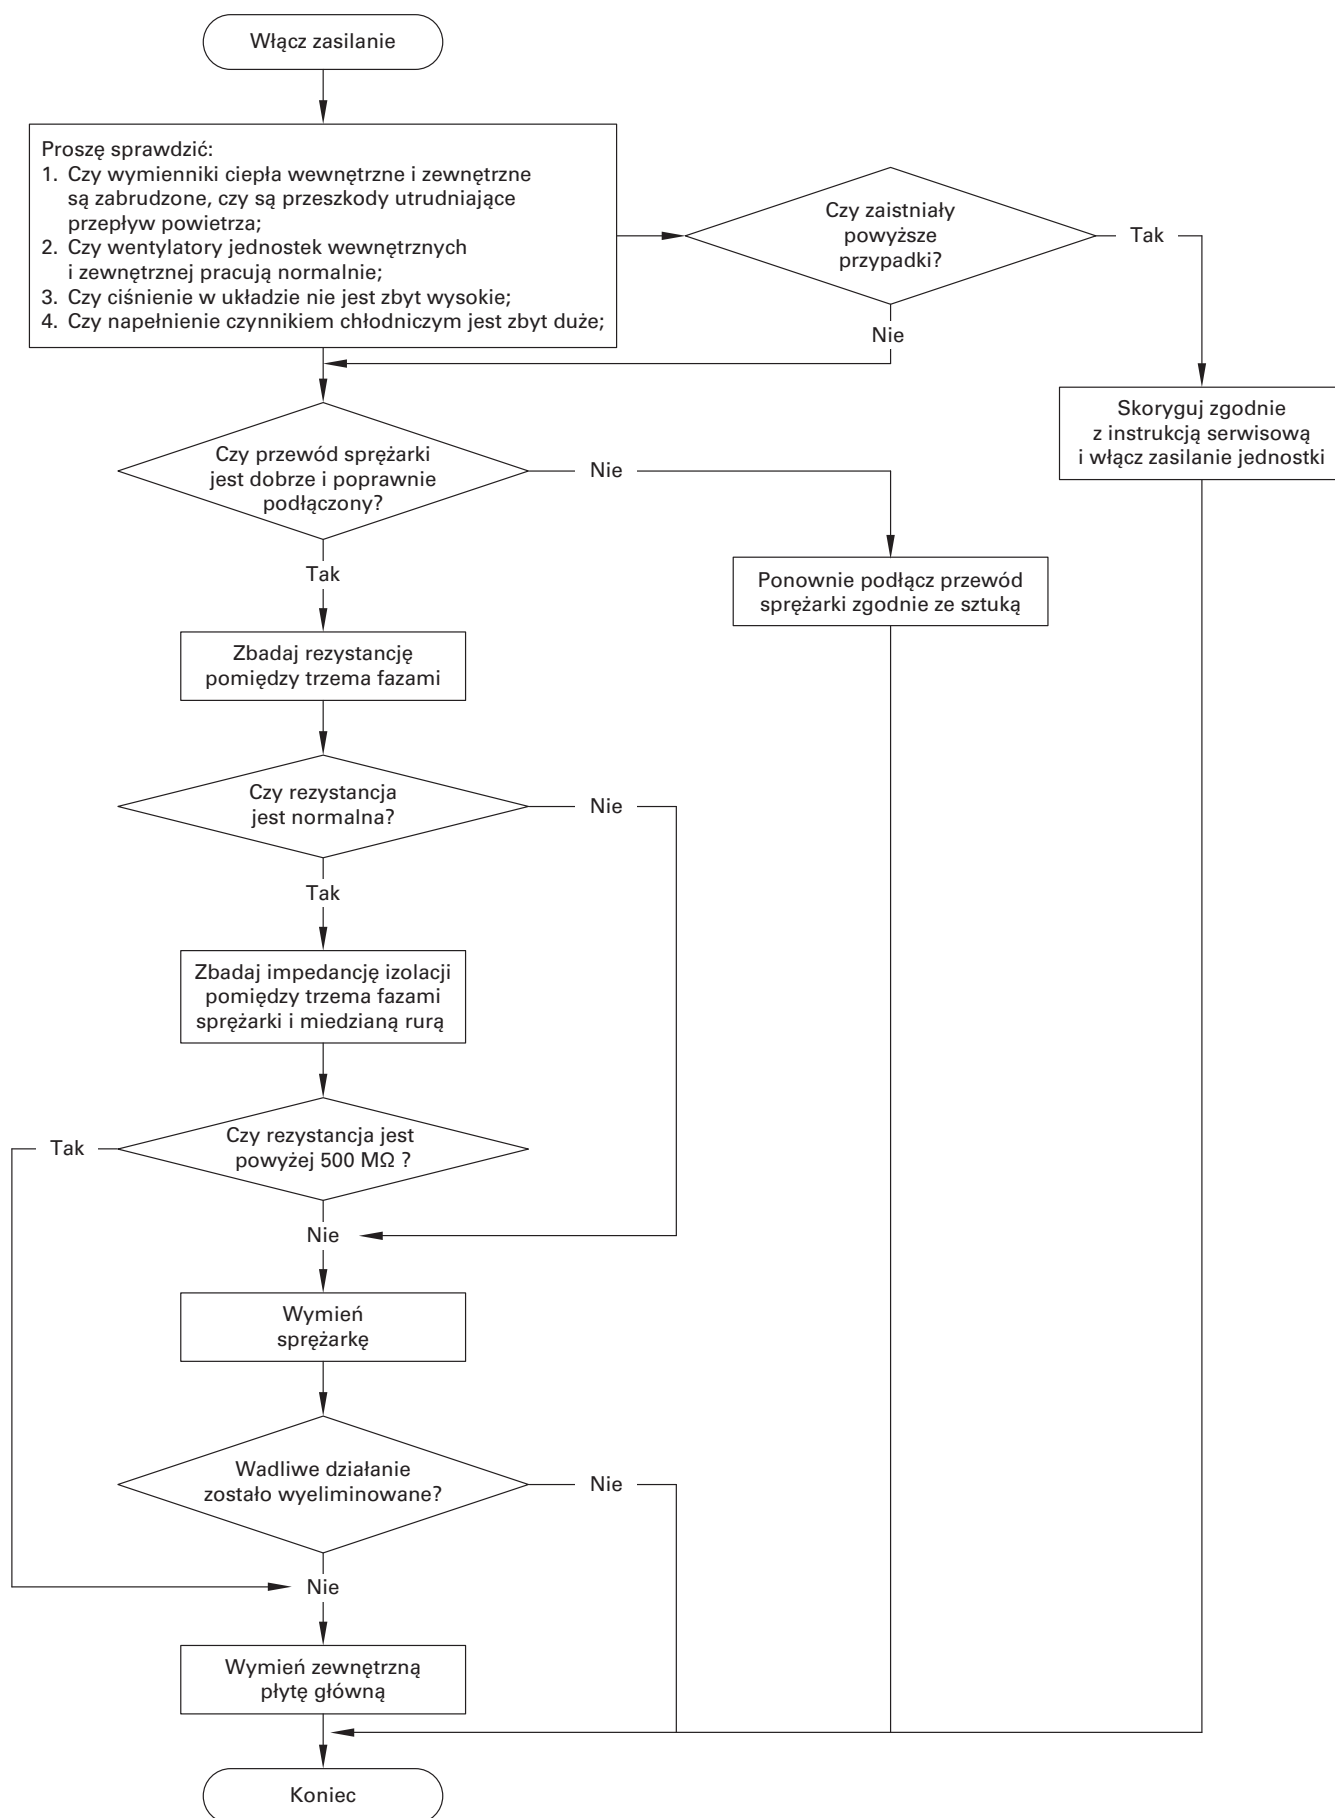 Włącz zasilanie
Proszę sprawdzić:
1. Czy wymienniki ciepła wewnętrzne i zewnętrzne
są zabrudzone, czy są przeszkody utrudniające
przepływ powietrza;
2. Czy wentylatory jednostek wewnętrznych
i zewnętrznej pracują normalnie;
3. Czy ciśnienie w układzie nie jest zbyt wysokie;
4. Czy napełnienie czynnikiem chłodniczym jest zbyt duże;
Czy zaistniały
powyższe
przypadki?
Tak
Nie
Skoryguj zgodnie
z instrukcją serwisową
i włącz zasilanie jednostki
Czy przewód sprężarki
jest dobrze i poprawnie
podłączony?
Nie
Tak
Ponownie podłącz przewód
sprężarki zgodnie ze sztuką
Zbadaj rezystancję
pomiędzy trzema fazami
Czy rezystancja
jest normalna?
Nie
Tak
Zbadaj impedancję izolacji
pomiędzy trzema fazami
sprężarki i miedzianą rurą
Czy rezystancja jest
powyżej 500 MΩ ?
Tak
Nie
Wymień
sprężarkę
Wadliwe działanie
zostało wyeliminowane?
Nie
Nie
Wymień zewnętrzną
płytę główną
Koniec